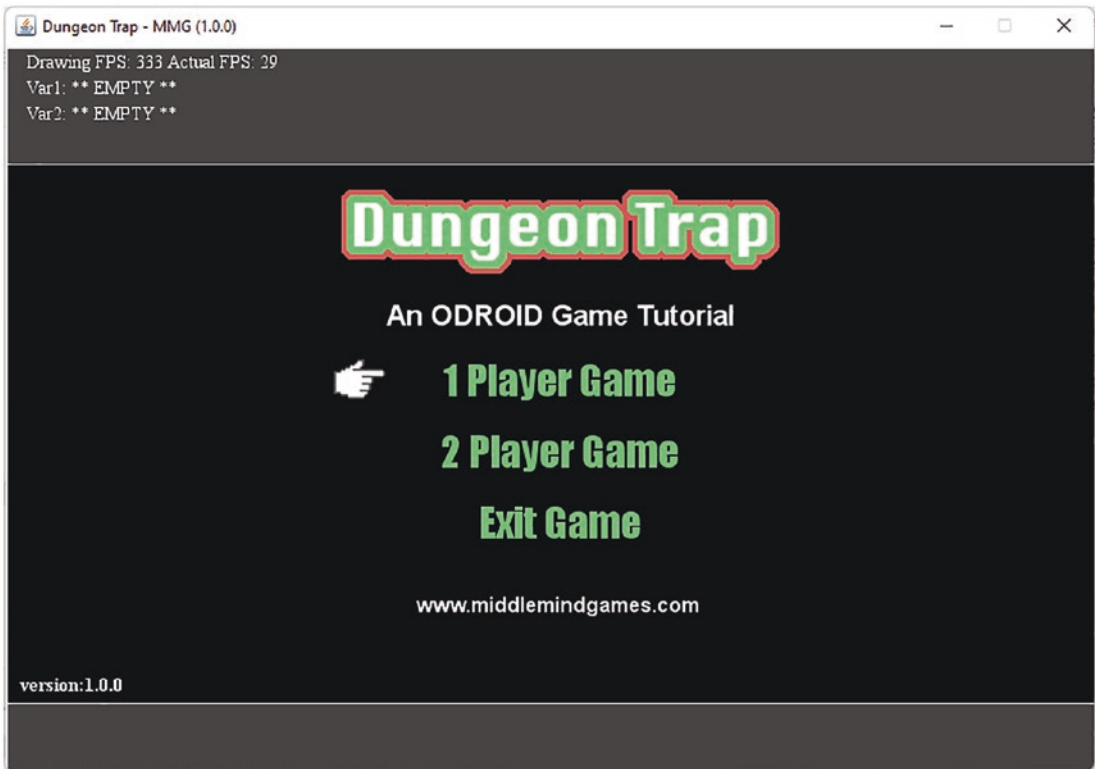 Dungeon Trap - MMG (1.0.0)
Drawing FPS: 333 Actual FPS: 29
Var1: ** EMPTY **
Var2: ** EMPTY **
Dungeon Trap
An ODROID Game Tutorial
1 Player Game
2 Player Game
Exit Game
www.middlemindgames.com
version:1.0.0